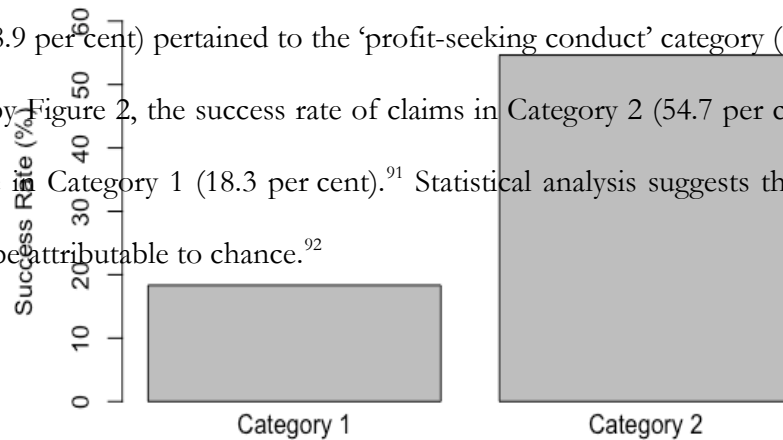 8.9 per cent) pertained to the ‘profit-seeking conduct’ category (
by Figure 2, the success rate of claims in Category 2 (54.7 per c
in Category 1 (18.3 per cent).91 Statistical analysis suggests th
be attributable to chance.92
Success Rate (%)
60
50
40
30
20
10
0
Category 1 Category 2